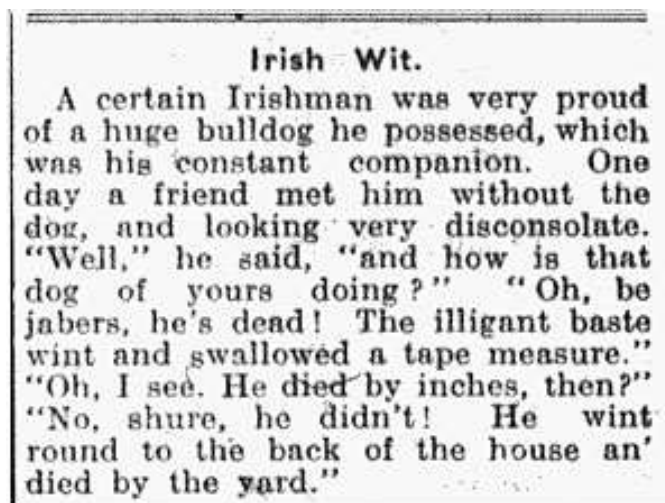 Irish Wit.
A certain Irishman was very proud
of a huge bulldog he possessed, which
was his constant companion. One
day a friend met him without the
dog, and looking very disconsolate.
"Well," he said, "and how is that
dog of yours doing?" "Oh, be
jabers, he's dead! The illigant baste
wint and swallowed a tape measure."
"Oh, I see. He died by inches, then?"
"No, shure, he didn't! He wint
round to the back of the house an'
died by the yard."